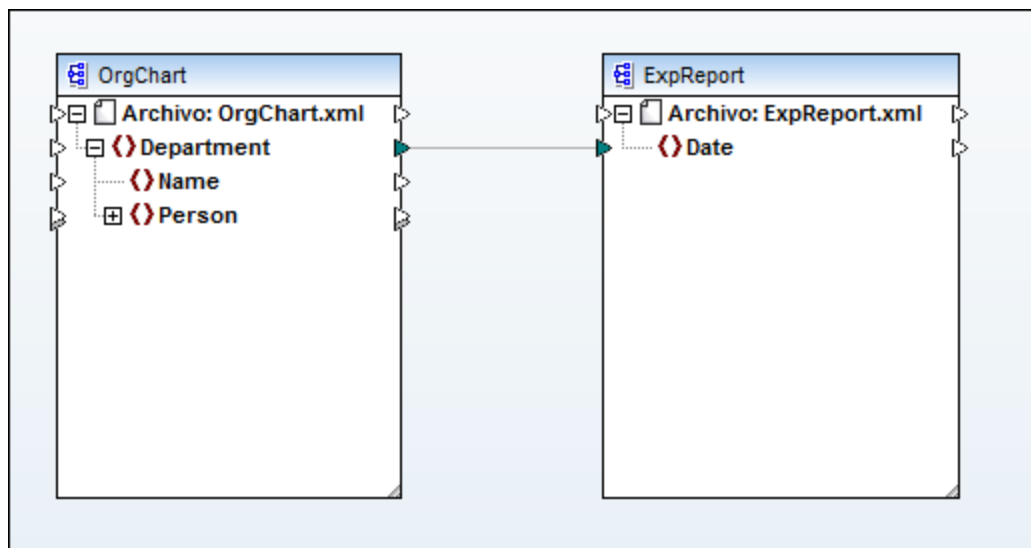 OrgChart
Archivo: OrgChart.xml
Department
Name
Person
ExpReport
Archivo: ExpReport.xml
Date